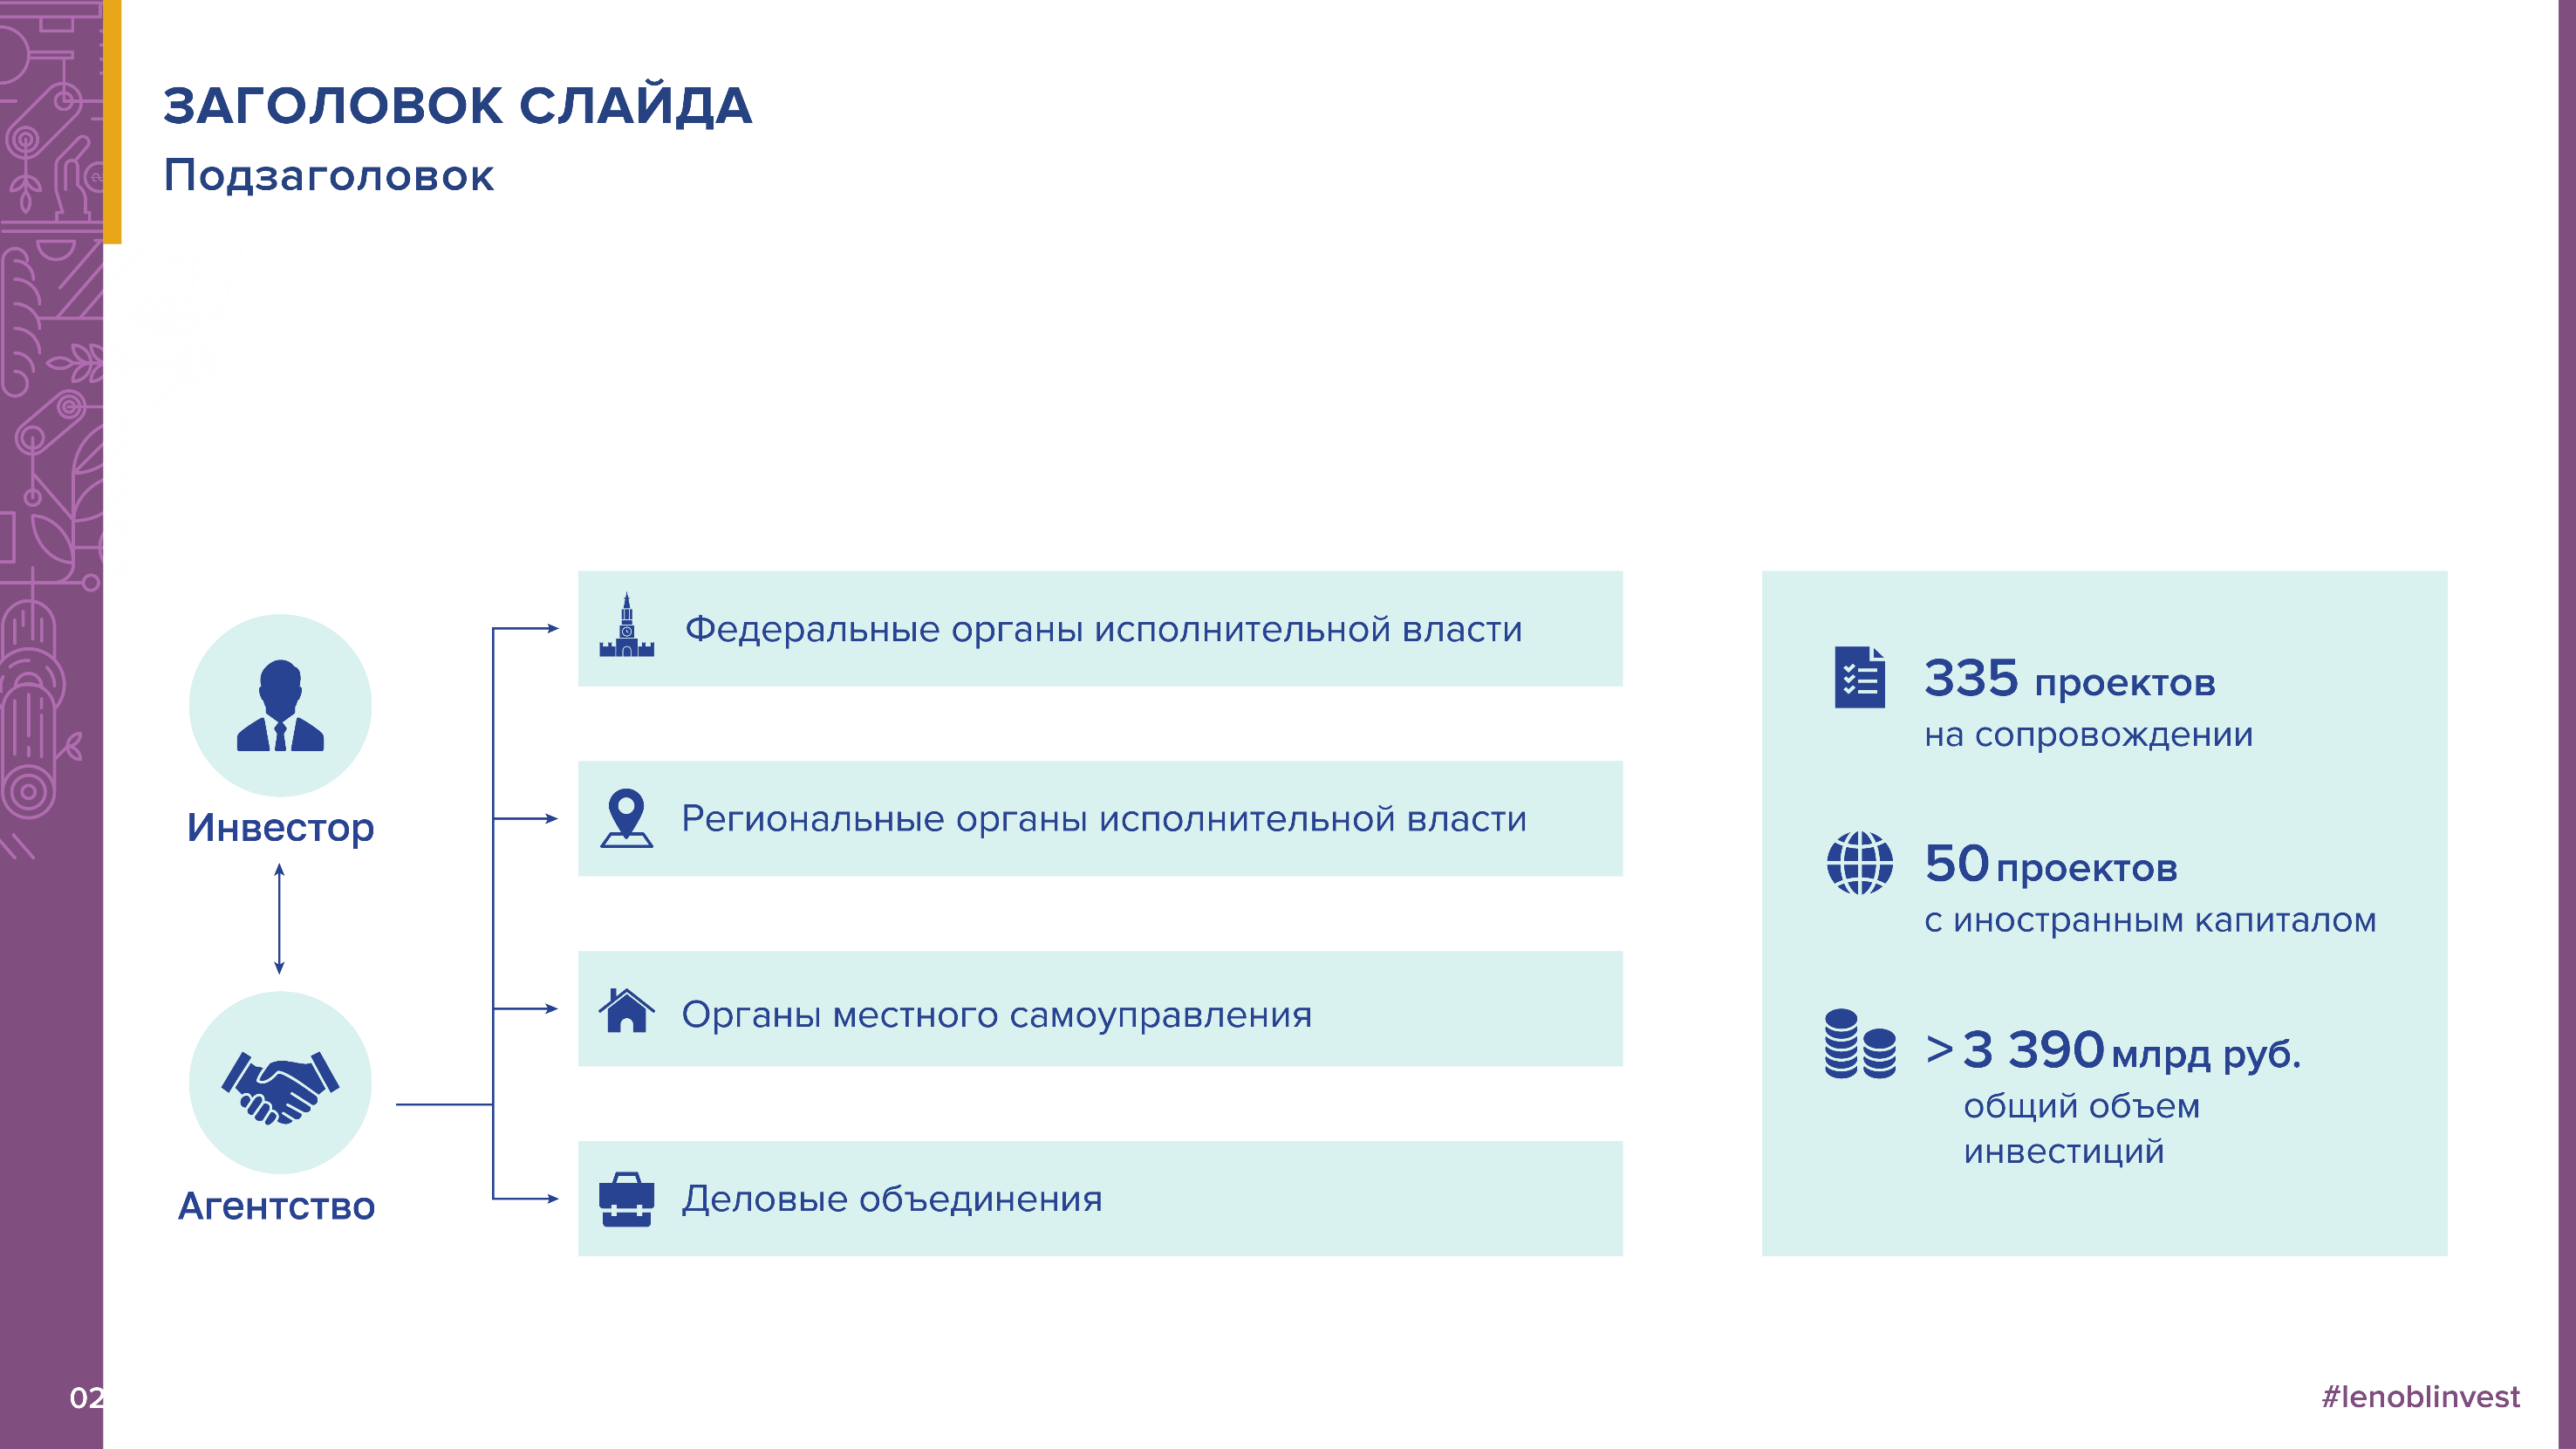 ЗАГОЛОВОК СЛАЙДА
Подзаголовок
Инвестор
Агентство
Федеральные органы исполнительной власти
Региональные органы исполнительной власти
Органы местного самоуправления
Деловые объединения
335 проектов
на сопровождении
50 проектов
с иностранным капиталом
> 3 390 млрд руб.
общий объем
инвестиций
02
#lenoblinvest